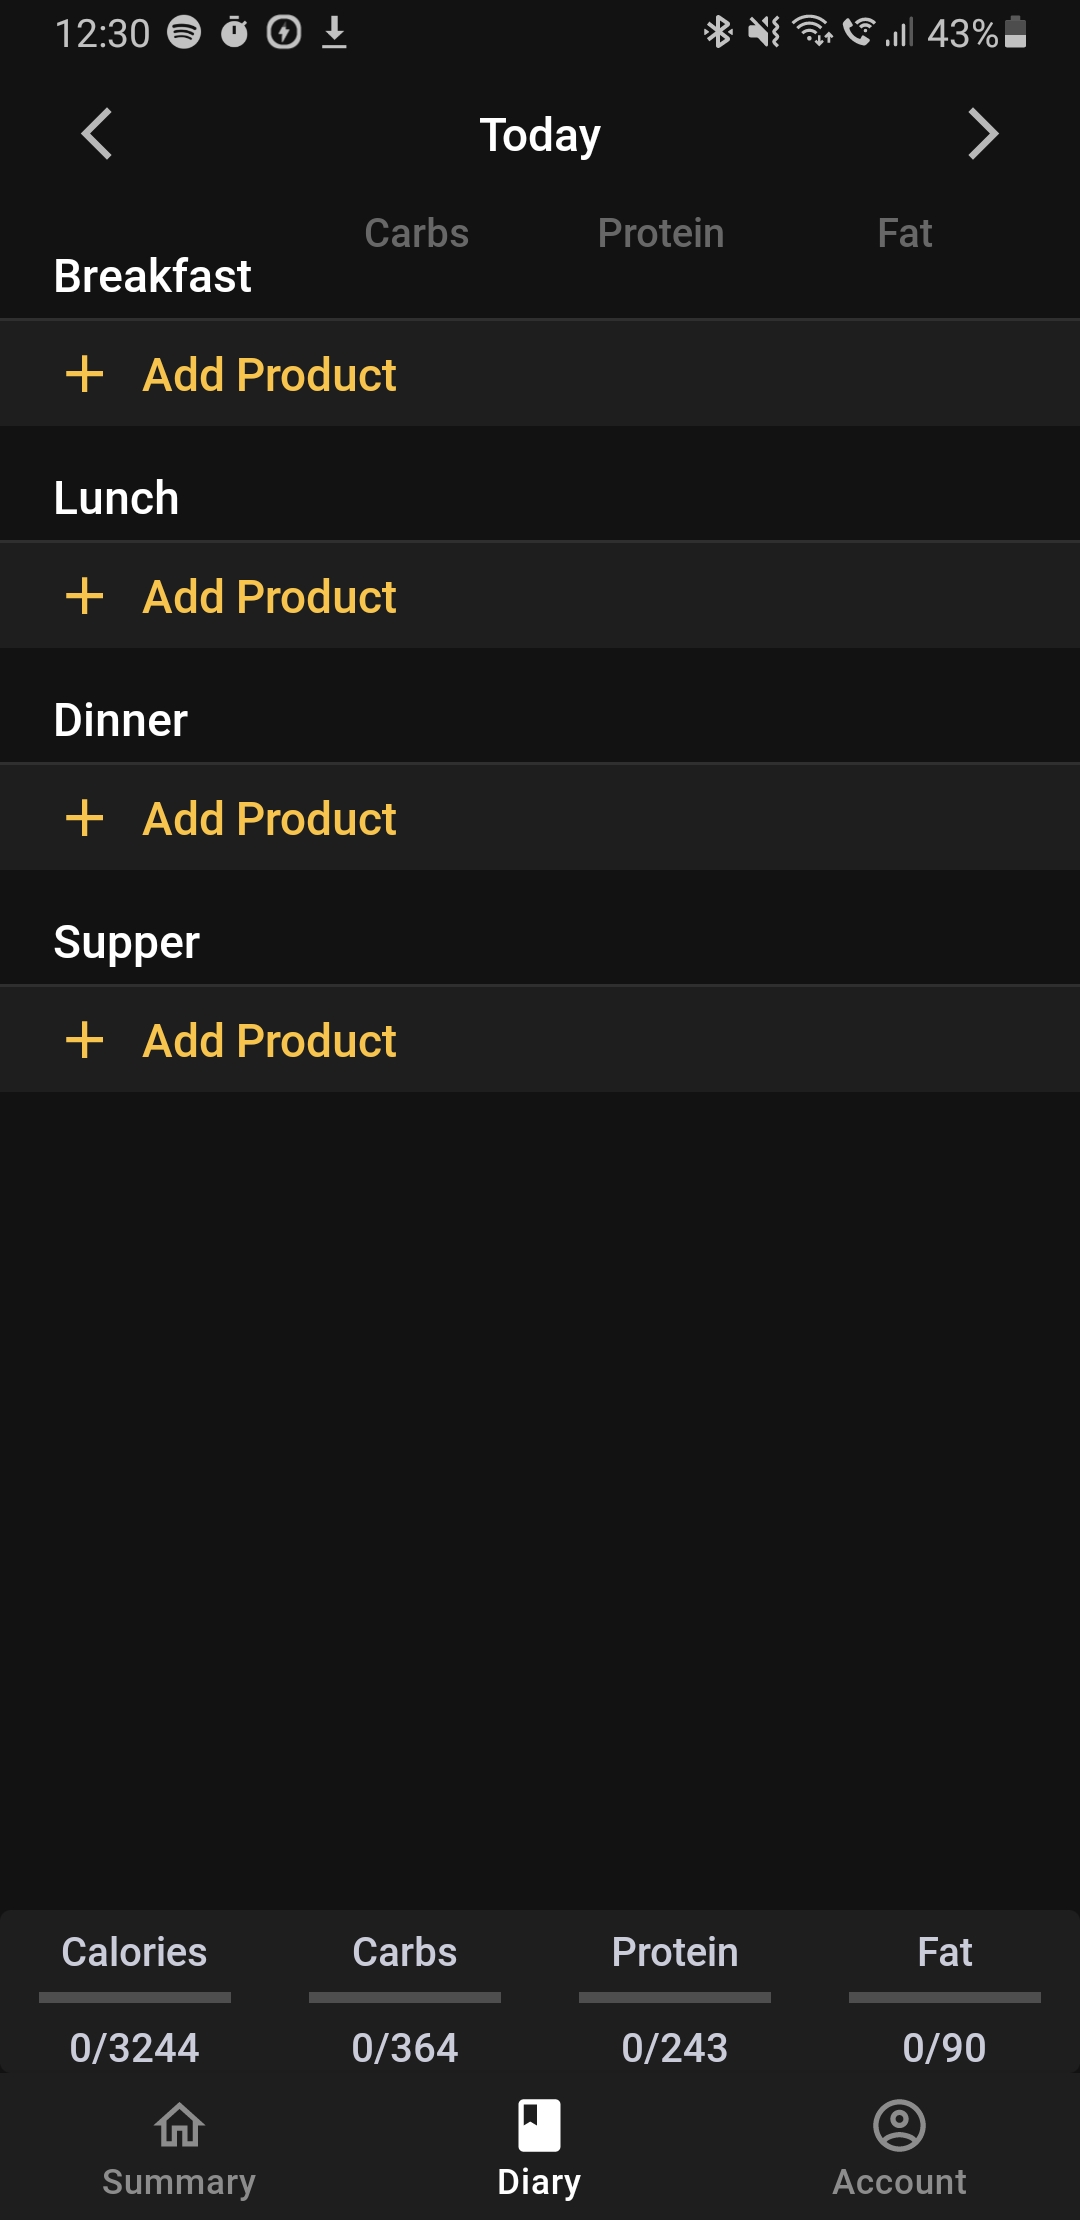 12:30 43%
Today
Carbs Protein Fat
Breakfast
+ Add Product
Lunch
+ Add Product
Dinner
+ Add Product
Supper
+ Add Product
Calories Carbs Protein Fat
0/3244 0/364 0/243 0/90
Summary Diary Account